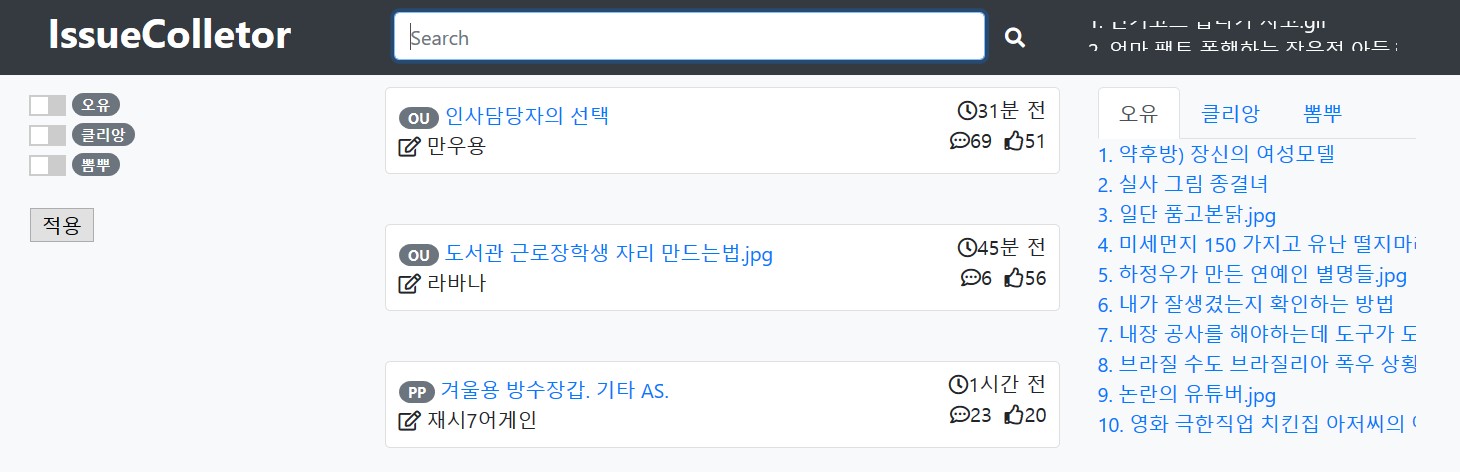 IssueColletor
Search
오유
클리앙
뽐뿌
적용
OU 인사담당자의 선택
31분 전
만우용
69 51
OU 도서관 근로장학생 자리 만드는법.jpg
45분 전
라바나
6 56
PP 겨울용 방수장갑. 기타 AS.
1시간 전
재시7어게인
23 20
오유 클리앙 뽐뿌
1. 약후방) 장신의 여성모델
2. 실사 그림 종결녀
3. 일단 품고본닭.jpg
4. 미세먼지 150 가지고 유난 떨지마
5. 하정우가 만든 연예인 별명들.jpg
6. 내가 잘생겼는지 확인하는 방법
7. 내장 공사를 해야하는데 도구가
8. 브라질 수도 브라질리아 폭우 상황
9. 논란의 유튜버.jpg
10. 영화 극한직업 치킨집 아저씨의